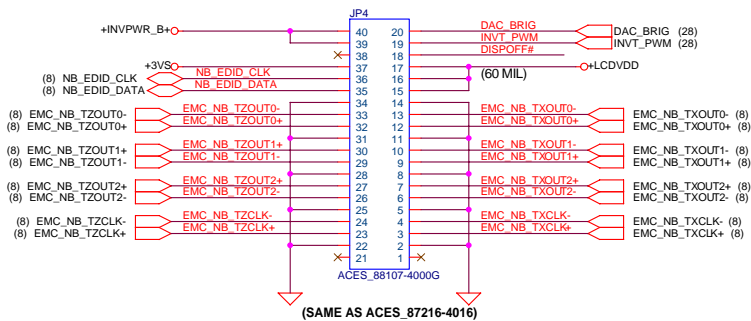 JP4
+INVPWR_B+ 40 20 DAC_BRIG DAC_BRIG (28)
39 19 INVT_PWM INVT_PWM (28)
38 18 DISPOFF#
+3VS 37 17 +LCDVDD
(8) NB_EDID_CLK NB_EDID_CLK 36 16 (60 MIL)
(8) NB_EDID_DATA NB_EDID_DATA 35 15
34 14
(8) EMC_NB_TZOUT0- EMC_NB_TZOUT0- 33 13 EMC_NB_TXOUT0- EMC_NB_TXOUT0- (8)
(8) EMC_NB_TZOUT0+ EMC_NB_TZOUT0+ 32 12 EMC_NB_TXOUT0+ EMC_NB_TXOUT0+ (8)
31 11
(8) EMC_NB_TZOUT1+ EMC_NB_TZOUT1+ 30 10 EMC_NB_TXOUT1- EMC_NB_TXOUT1- (8)
(8) EMC_NB_TZOUT1- EMC_NB_TZOUT1- 29 9 EMC_NB_TXOUT1+ EMC_NB_TXOUT1+ (8)
28 8
(8) EMC_NB_TZOUT2+ EMC_NB_TZOUT2+ 27 7 EMC_NB_TXOUT2+ EMC_NB_TXOUT2+ (8)
(8) EMC_NB_TZOUT2- EMC_NB_TZOUT2- 26 6 EMC_NB_TXOUT2- EMC_NB_TXOUT2- (8)
25 5
(8) EMC_NB_TZCLK- EMC_NB_TZCLK- 24 4 EMC_NB_TXCLK- EMC_NB_TXCLK- (8)
(8) EMC_NB_TZCLK+ EMC_NB_TZCLK+ 23 3 EMC_NB_TXCLK+ EMC_NB_TXCLK+ (8)
22 2
21 1
ACES_88107-4000G
(SAME AS ACES_87216-4016)